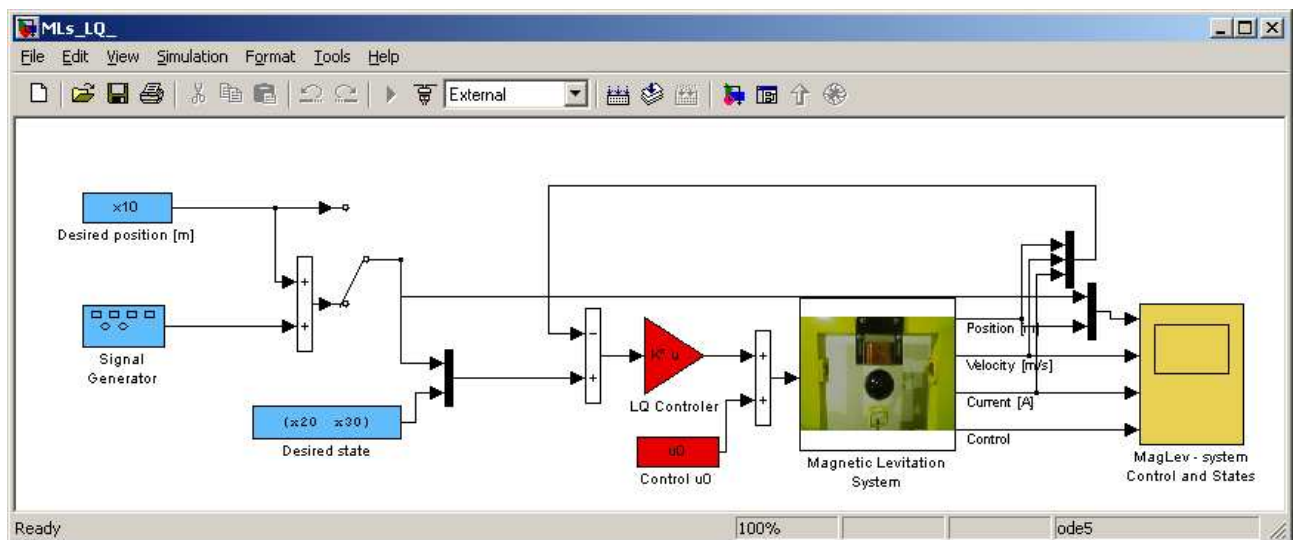 MLs_LQ_
File Edit View Simulation Format Tools Help
External
x10
Desired position [m]
+
+
Signal
Generator
(x20 x30)
Desired state
−
+
K* u
LQ Controler
u0
Control u0
+
+
Magnetic Levitation
System
Position [m]
Velocity [m/s]
Current [A]
Control
MagLev - system
Control and States
Ready
100%
ode5